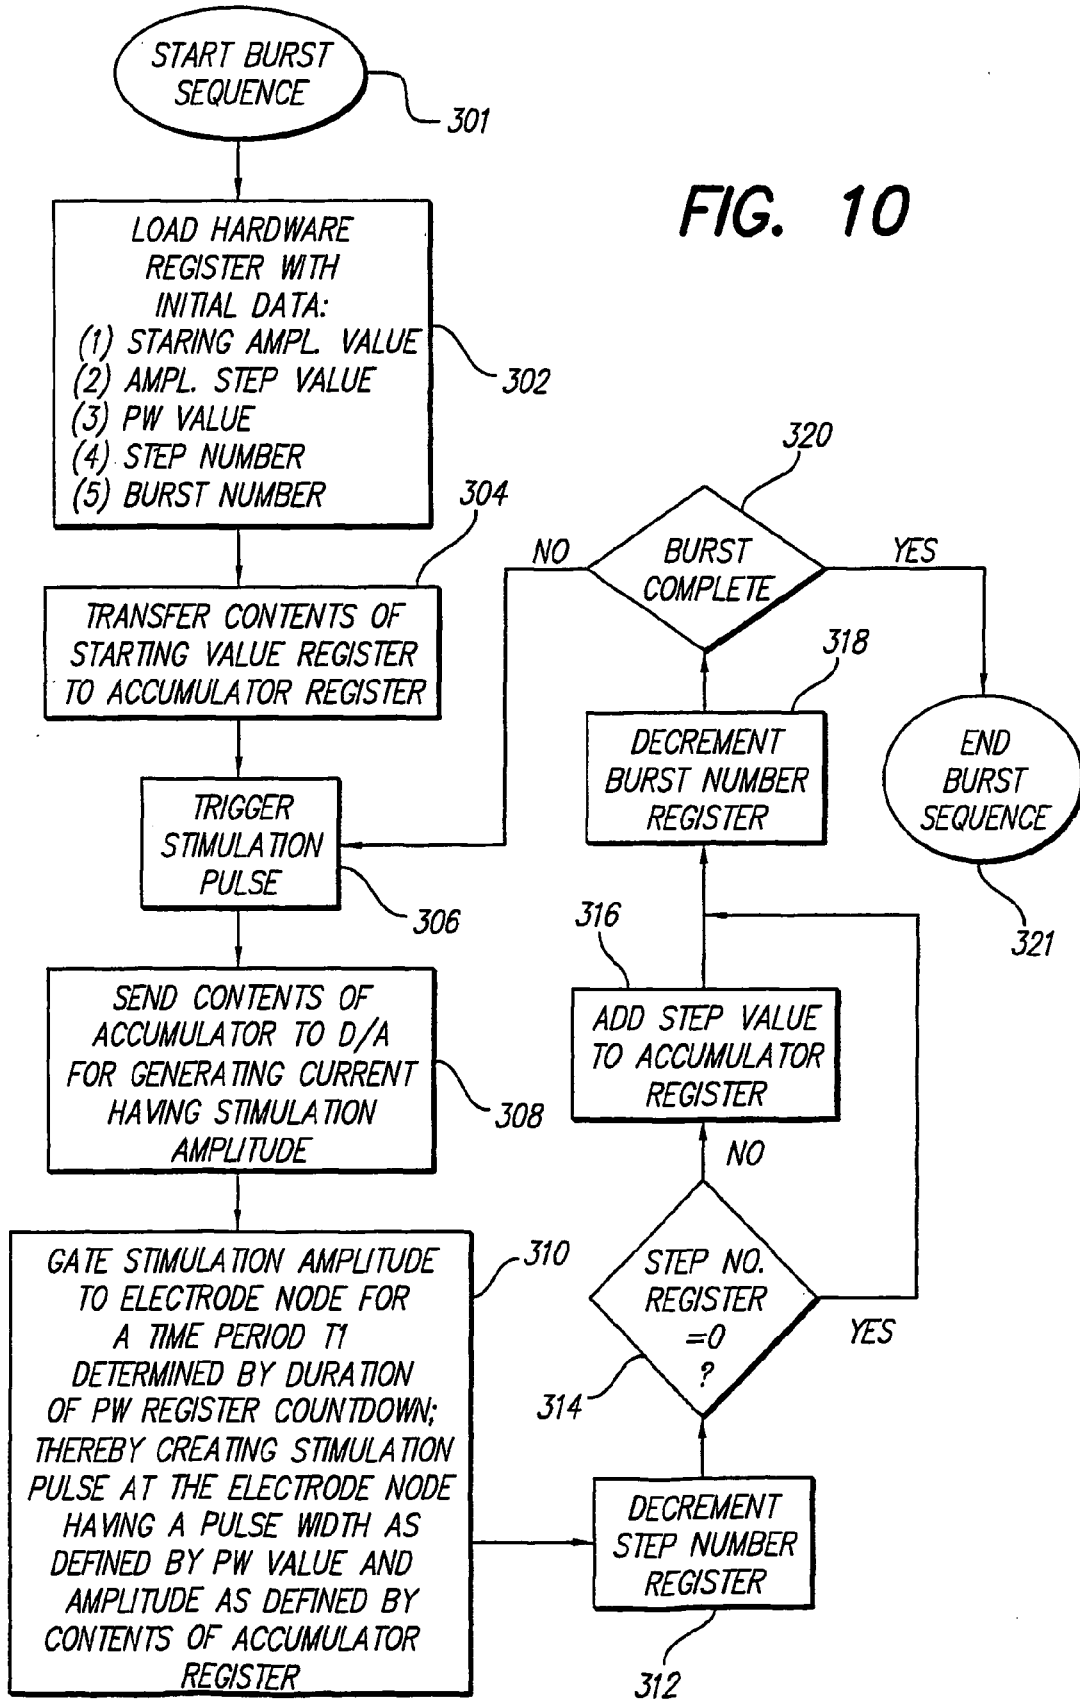 START BURST
SEQUENCE
301
FIG. 10
LOAD HARDWARE
REGISTER WITH
INITIAL DATA:
(1) STARING AMPL. VALUE
(2) AMPL. STEP VALUE
(3) PW VALUE
(4) STEP NUMBER
(5) BURST NUMBER
302
304
TRANSFER CONTENTS OF
STARTING VALUE REGISTER
TO ACCUMULATOR REGISTER
TRIGGER
STIMULATION
PULSE
306
SEND CONTENTS OF
ACCUMULATOR TO D/A
FOR GENERATING CURRENT
HAVING STIMULATION
AMPLITUDE
308
GATE STIMULATION AMPLITUDE
TO ELECTRODE NODE FOR
A TIME PERIOD T1
DETERMINED BY DURATION
OF PW REGISTER COUNTDOWN;
THEREBY CREATING STIMULATION
PULSE AT THE ELECTRODE NODE
HAVING A PULSE WIDTH AS
DEFINED BY PW VALUE AND
AMPLITUDE AS DEFINED BY
CONTENTS OF ACCUMULATOR
REGISTER
310
DECREMENT
STEP NUMBER
REGISTER
312
STEP NO.
REGISTER
=0
?
314
NO
YES
ADD STEP VALUE
TO ACCUMULATOR
REGISTER
316
DECREMENT
BURST NUMBER
REGISTER
318
BURST
COMPLETE
320
NO
YES
END
BURST
SEQUENCE
321